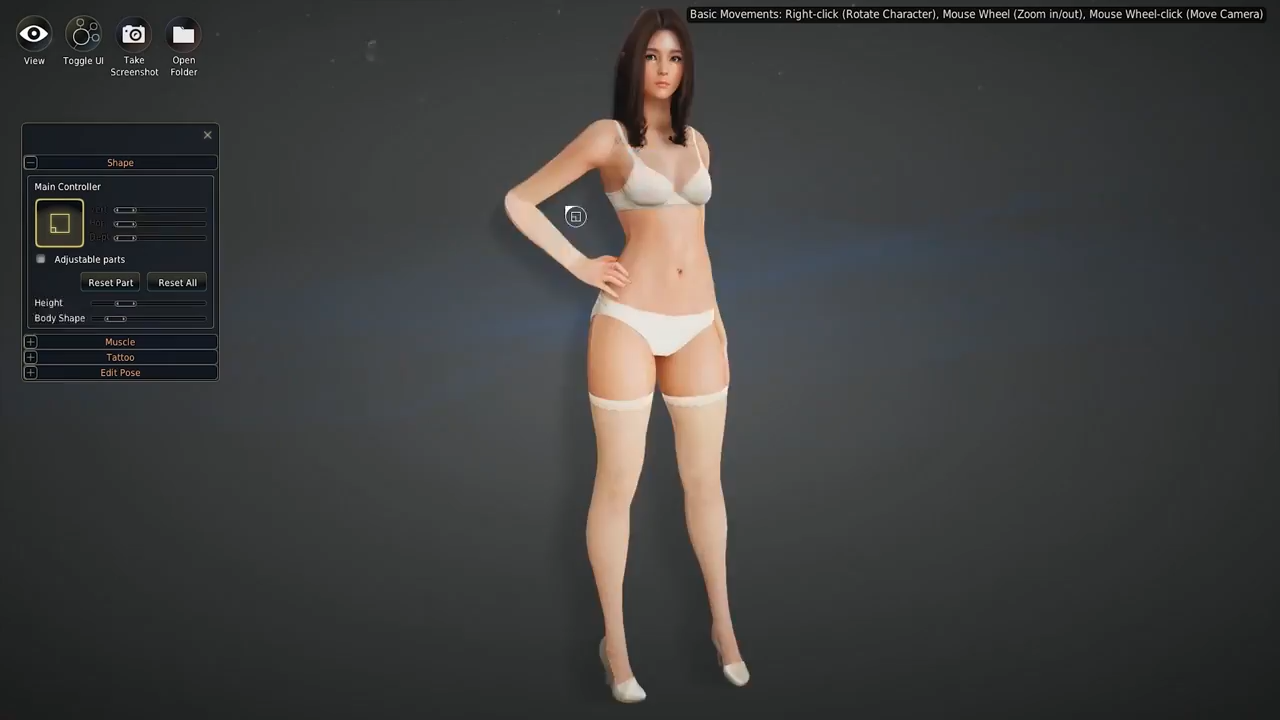 Basic Movements: Right-click (Rotate Character), Mouse Wheel (Zoom in/out), Mouse Wheel-click (Move Camera)
View
Toggle UI
Take
Screenshot
Open
Folder
Shape
Main Controller
Adjustable parts
Reset Part
Reset All
Height
Body Shape
Muscle
Tattoo
Edit Pose